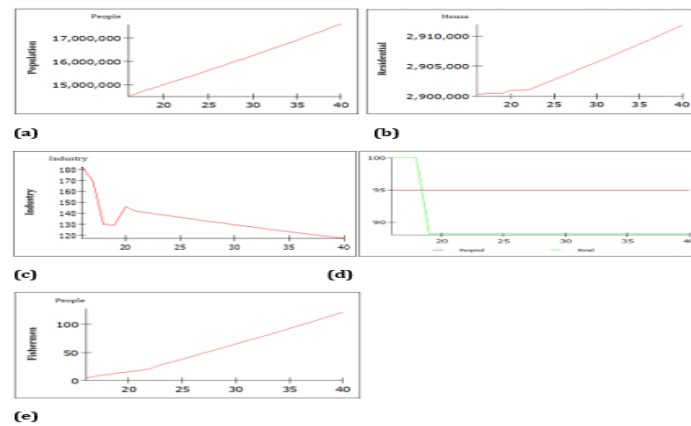 People
Population
17,000,000
16,000,000
15,000,000
20 25 30 35 40
(a)
House
Residential
2,910,000
2,905,000
2,900,000
20 25 30 35 40
(b)
Industry
Industry
180
170
160
150
140
130
120
20 25 30 35 40
(c)
100
95
90
20 25 30 35 40
Hospital
(d)
People
Fishermen
100
50
0
20 25 30 35 40
(e)